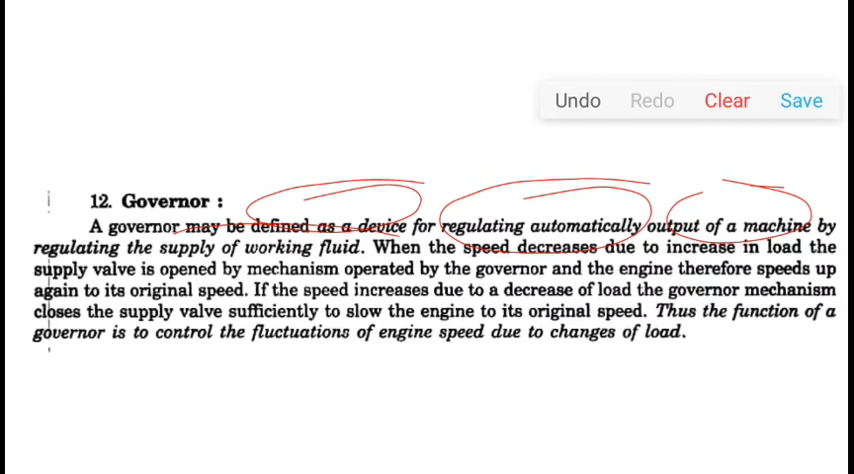 Undo Redo Clear Save
12. Governor :
A governor may be defined as a device for regulating automatically output of a machine by
regulating the supply of working fluid. When the speed decreases due to increase in load the
supply valve is opened by mechanism operated by the governor and the engine therefore speeds up
again to its original speed. If the speed increases due to a decrease of load the governor mechanism
closes the supply valve sufficiently to slow the engine to its original speed. Thus the function of a
governor is to control the fluctuations of engine speed due to changes of load.